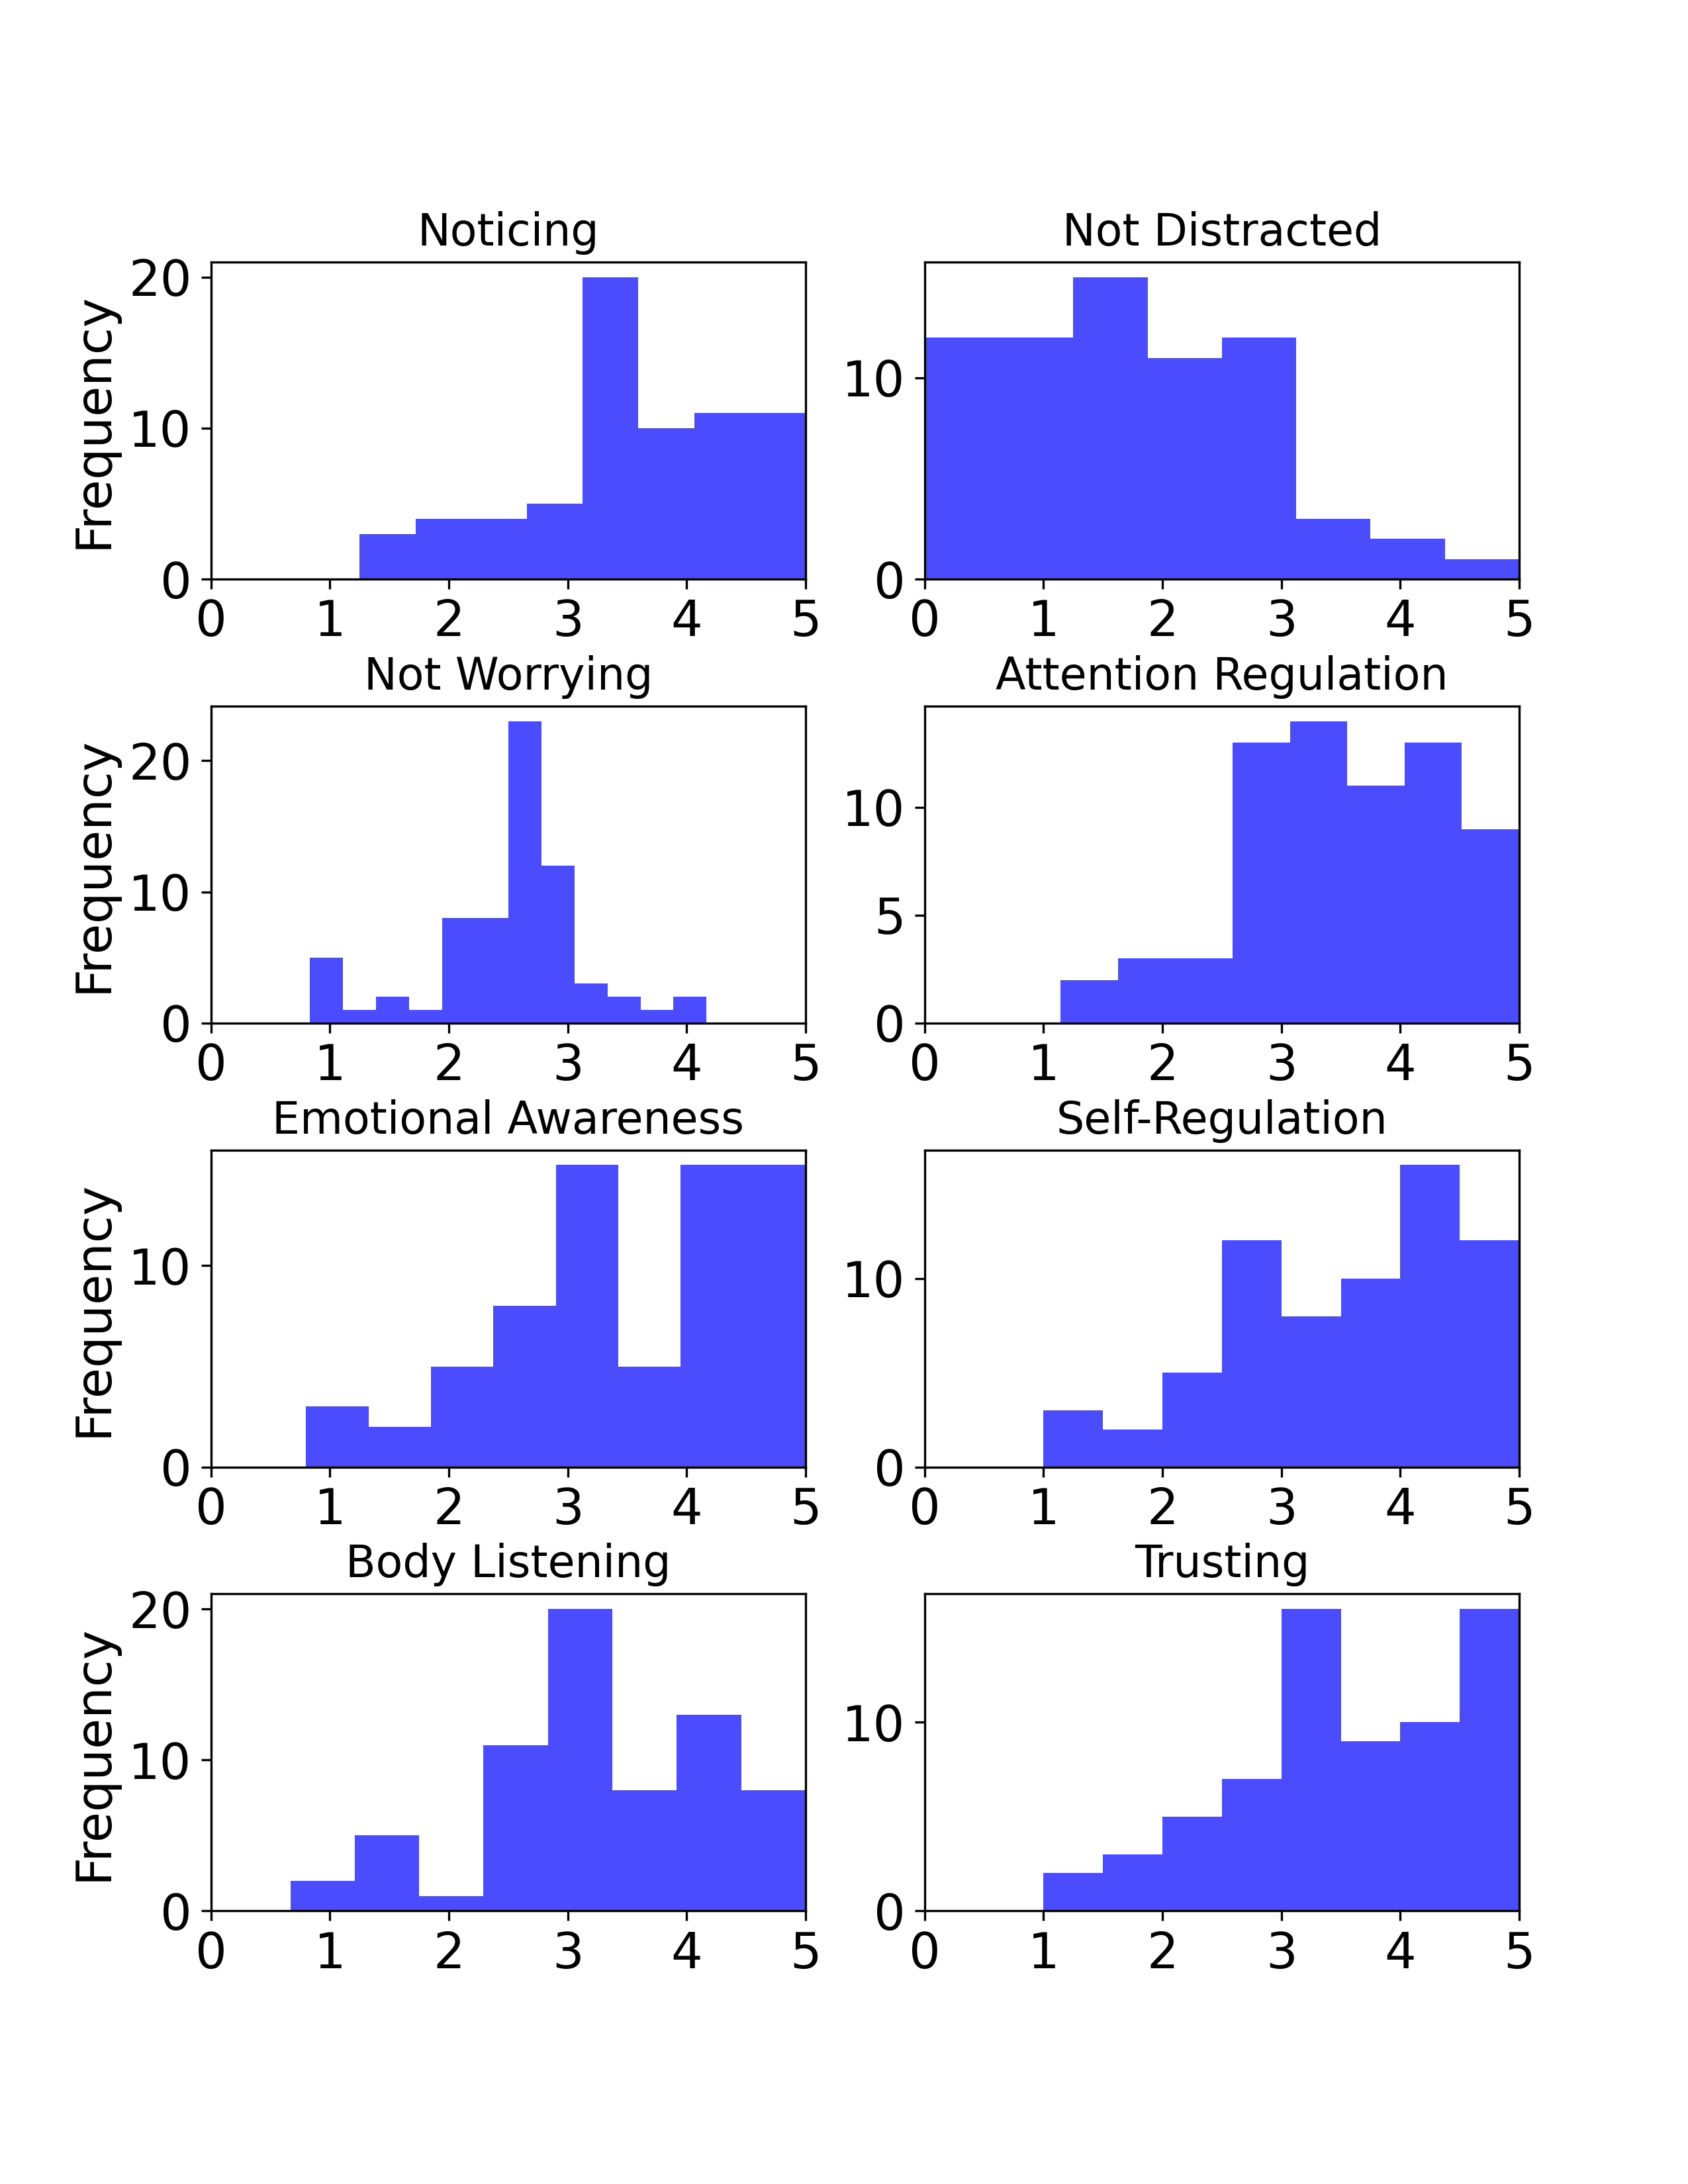 Noticing
Not Distracted
Frequency
20
10
0
0 1 2 3 4 5
10
0
0 1 2 3 4 5
Not Worrying
Attention Regulation
Frequency
20
10
0
0 1 2 3 4 5
10
5
0
0 1 2 3 4 5
Emotional Awareness
Self-Regulation
Frequency
10
0
0 1 2 3 4 5
10
0
0 1 2 3 4 5
Body Listening
Trusting
Frequency
20
10
0
0 1 2 3 4 5
10
0
0 1 2 3 4 5